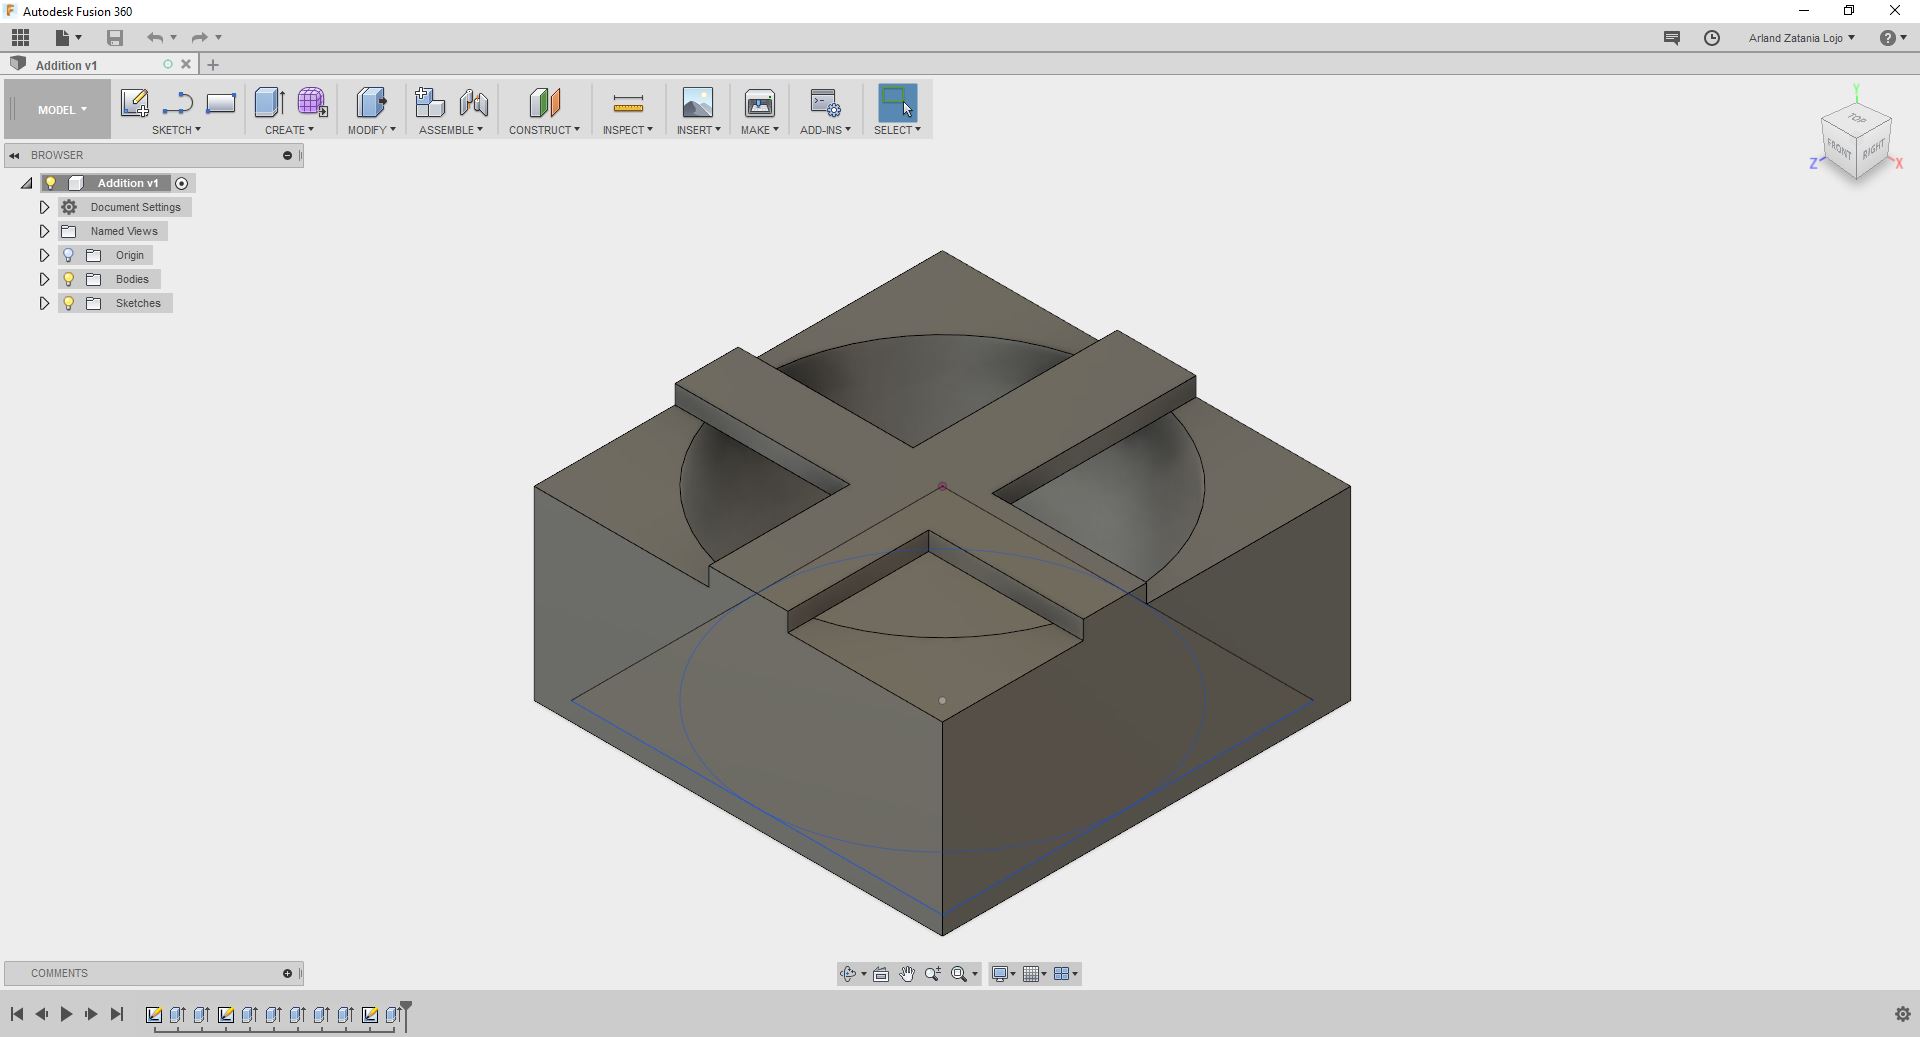 Autodesk Fusion 360
Arland Zatania Lojo
Addition v1
MODEL
SKETCH CREATE MODIFY ASSEMBLE CONSTRUCT INSPECT INSERT MAKE ADD-INS SELECT
Y
TOP
FRONT RIGHT
Z X
BROWSER
Addition v1
Document Settings
Named Views
Origin
Bodies
Sketches
COMMENTS